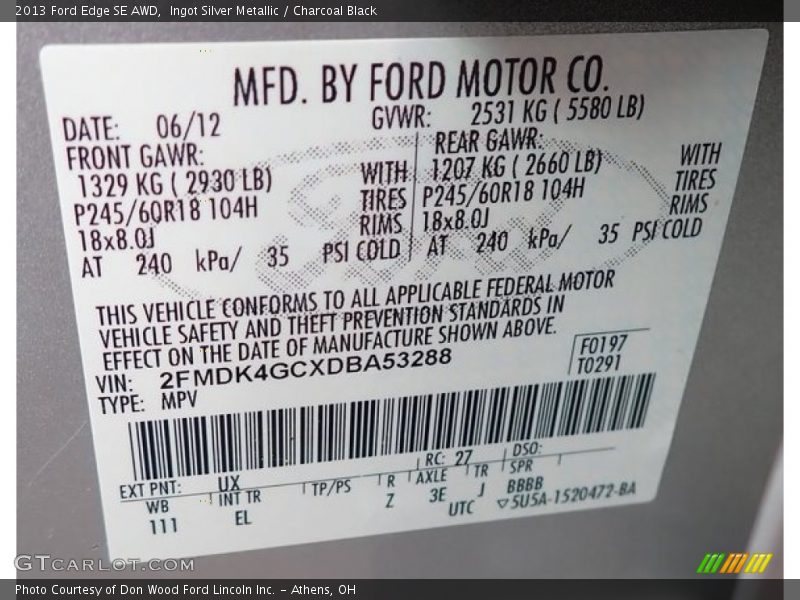 2013 Ford Edge SE AWD, Ingot Silver Metallic / Charcoal Black
MFD. BY FORD MOTOR CO.
DATE: 06/12
GVWR: 2531 KG ( 5580 LB)
FRONT GAWR:
1329 KG ( 2930 LB)
WITH
P245/60R18 104H
TIRES
18x8.0J
RIMS
AT 240 kPa/ 35 PSI COLD
REAR GAWR:
1207 KG ( 2660 LB)
WITH
P245/60R18 104H
TIRES
18x8.0J
RIMS
AT 240 kPa/ 35 PSI COLD
THIS VEHICLE CONFORMS TO ALL APPLICABLE FEDERAL MOTOR
VEHICLE SAFETY AND THEFT PREVENTION STANDARDS IN
EFFECT ON THE DATE OF MANUFACTURE SHOWN ABOVE.
VIN: 2FMDK4GCXDBA53288
F0197
T0291
TYPE: MPV
EXT PNT: UX
RC: 27
DSO:
WB
INT TR
TP/PS
R
AXLE
TR
SPR
111
EL
Z
3E
J
BBBB
UTC
▽5U5A-1520472-BA
Ford
GTCARLOT.COM
Photo Courtesy of Don Wood Ford Lincoln Inc. - Athens, OH